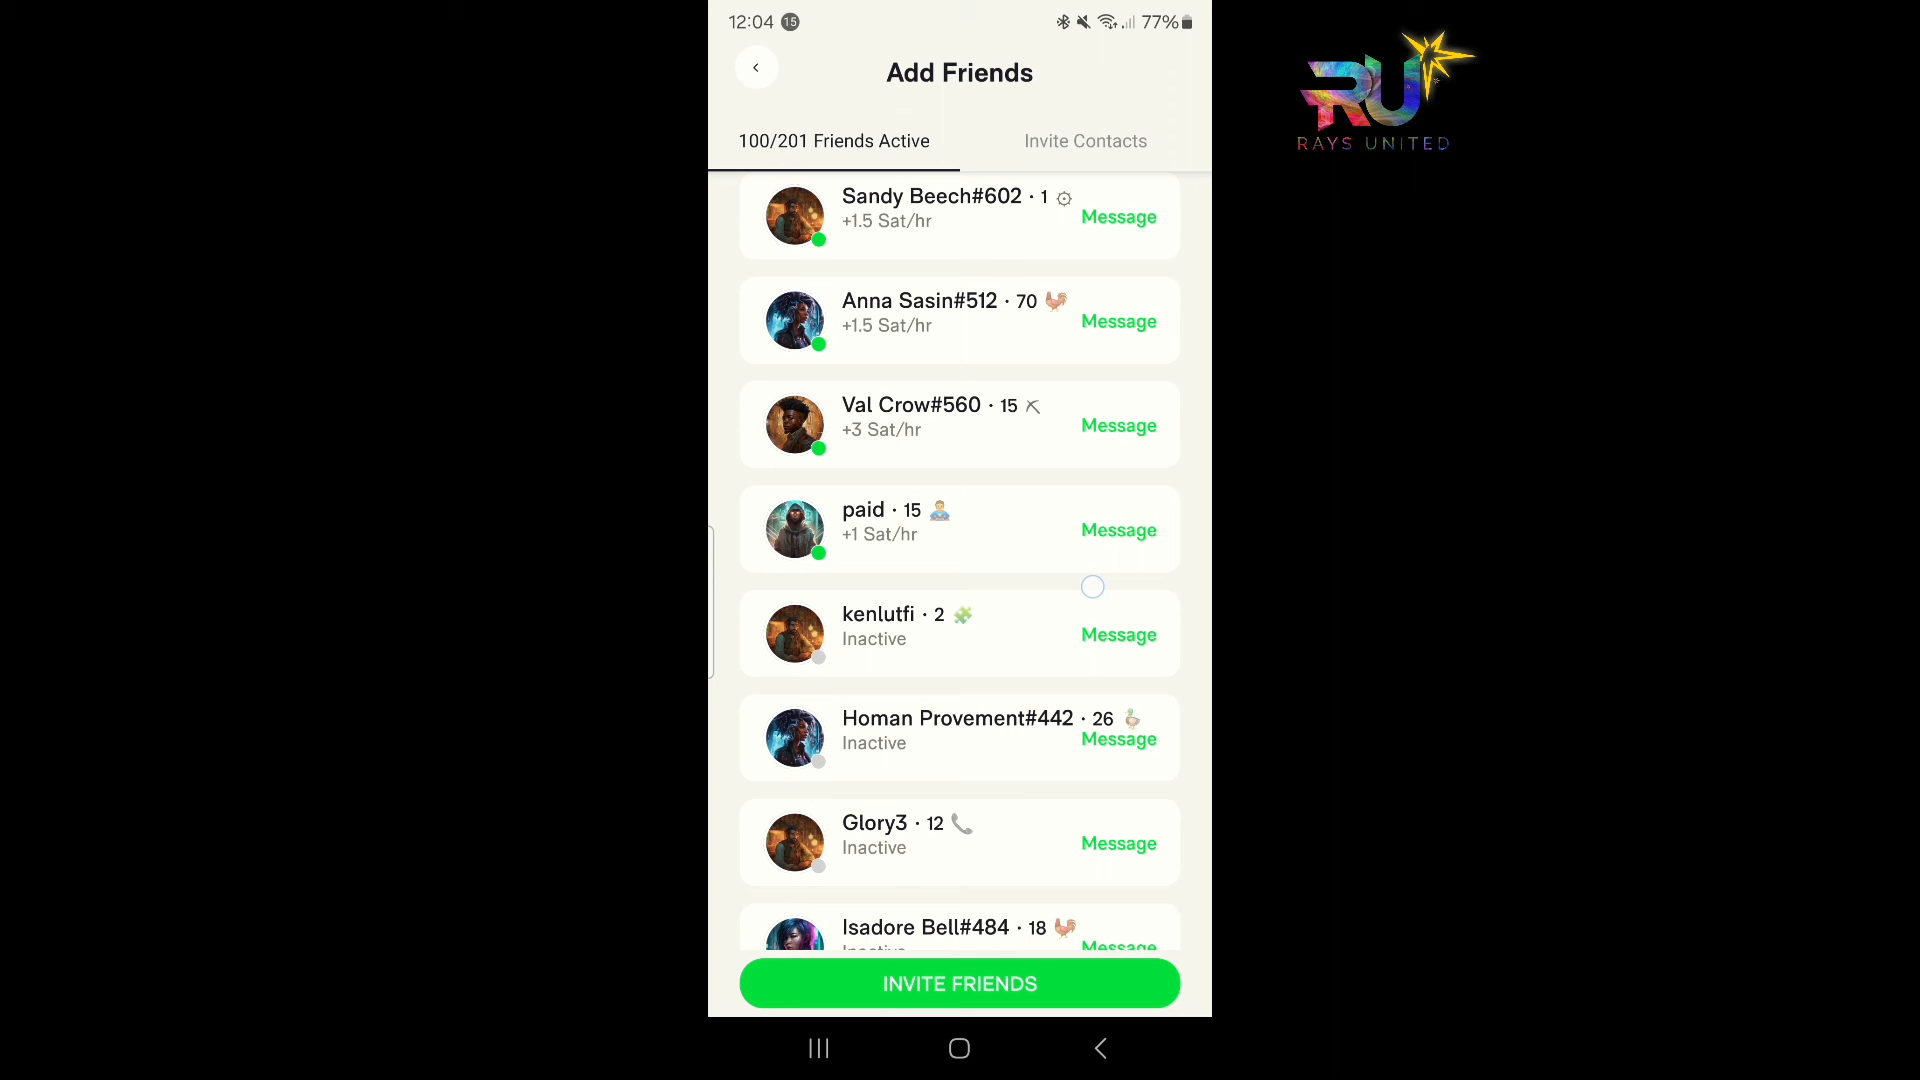 12:04 15 77%
RU
RAYS UNITED
Add Friends
100/201 Friends Active
Invite Contacts
Sandy Beech#602 · 1
+1.5 Sat/hr
Message
Anna Sasin#512 · 70
+1.5 Sat/hr
Message
Val Crow#560 · 15
+3 Sat/hr
Message
paid · 15
+1 Sat/hr
Message
kenlutfi · 2
Inactive
Message
Homan Provement#442 · 26
Inactive
Message
Glory3 · 12
Inactive
Message
Isadore Bell#484 · 18
Inactive
Message
INVITE FRIENDS